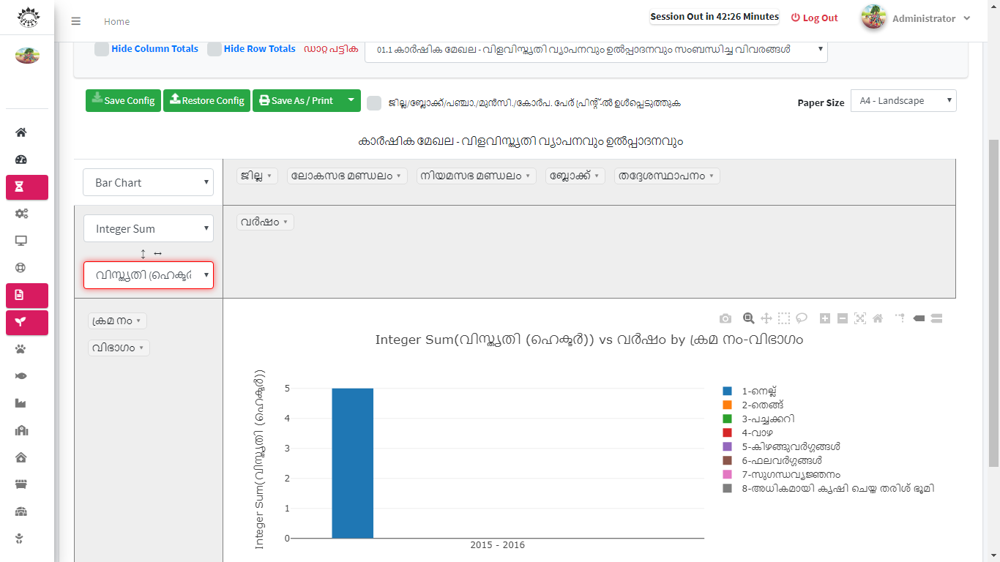 Home
Session Out in 42:26 Minutes
Log Out
Administrator
Hide Column Totals
Hide Row Totals
ഡാറ്റ പട്ടിക
01.1 കാർഷിക മേഖല - വിളവിസ്തൃതി വ്യാപനവും ഉൽപ്പാദനവും സംബന്ധിച്ച വിവരങ്ങൾ
Save Config
Restore Config
Save As / Print
ജില്ല/ബ്ലോക്ക്/പഞ്ചാ./മുൻസി./കോർപ. പേര് പ്രിന്റ്-ൽ ഉൾപ്പെടുത്തുക
Paper Size
A4 - Landscape
കാർഷിക മേഖല - വിളവിസ്തൃതി വ്യാപനവും ഉൽപ്പാദനവും
Bar Chart
ജില്ല
ലോകസഭ മണ്ഡലം
നിയമസഭ മണ്ഡലം
ബ്ലോക്ക്
തദ്ദേശസ്ഥാപനം
Integer Sum
വർഷം
വിസ്തൃതി (ഹെക്ടർ
ക്രമ നം
വിഭാഗം
Integer Sum(വിസ്തൃതി (ഹെക്ടർ)) vs വർഷം by ക്രമ നം-വിഭാഗം
Integer Sum(വിസ്തൃതി (ഹെക്ടർ))
5
4
3
2
1
0
2015 - 2016
1-നെല്ല്
2-തെങ്ങ്
3-പച്ചക്കറി
4-വാഴ
5-കിഴങ്ങുവർഗ്ഗങ്ങൾ
6-ഫലവർഗ്ഗങ്ങൾ
7-സുഗന്ധവ്യജ്ഞനം
8-അധികമായി കൃഷി ചെയ്ത തരിശ് ഭൂമി